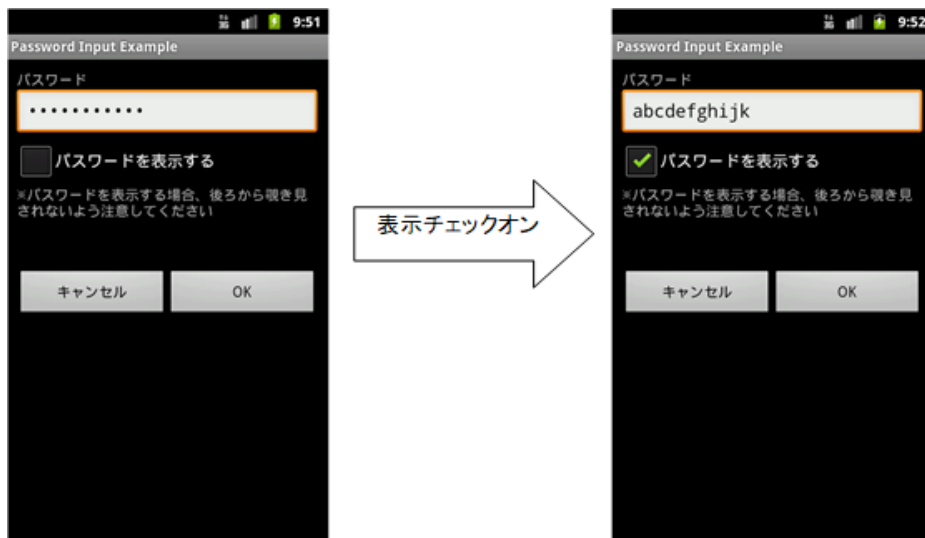 9:51
Password Input Example
パスワード
•••••••••••
パスワードを表示する
※パスワードを表示する場合、後ろから覗き見
されないよう注意してください
キャンセル
OK
表示チェックオン
9:52
Password Input Example
パスワード
abcdefghijk
パスワードを表示する
※パスワードを表示する場合、後ろから覗き見
されないよう注意してください
キャンセル
OK